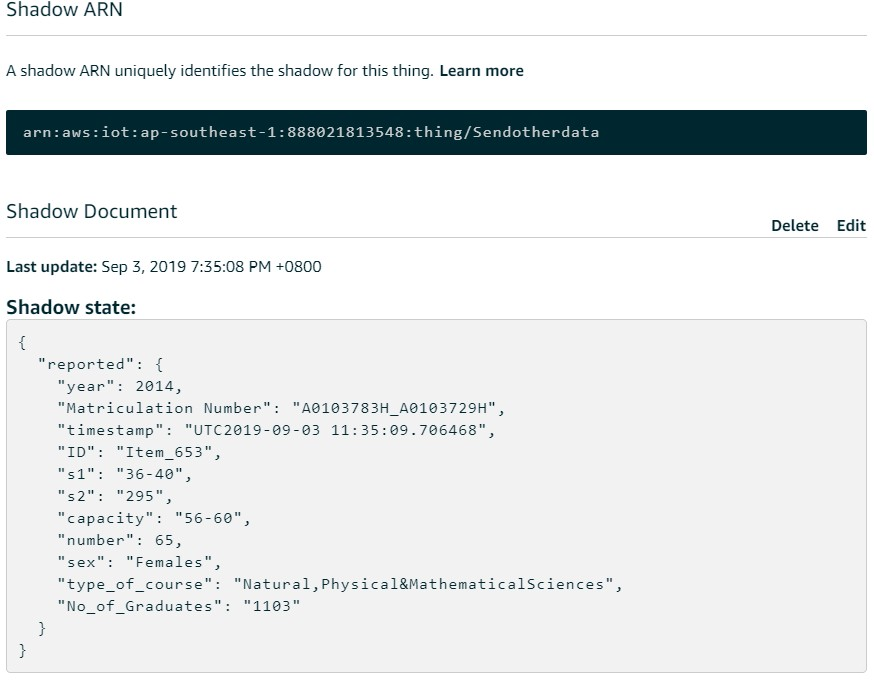 Shadow ARN
A shadow ARN uniquely identifies the shadow for this thing. Learn more
arn:aws:iot:ap-southeast-1:888021813548:thing/Sendotherdata
Shadow Document
Delete Edit
Last update: Sep 3, 2019 7:35:08 PM +0800
Shadow state:
{
  "reported": {
    "year": 2014,
    "Matriculation Number": "A0103783H_A0103729H",
    "timestamp": "UTC2019-09-03 11:35:09.706468",
    "ID": "Item_653",
    "s1": "36-40",
    "s2": "295",
    "capacity": "56-60",
    "number": 65,
    "sex": "Females",
    "type_of_course": "Natural,Physical&MathematicalSciences",
    "No_of_Graduates": "1103"
  }
}